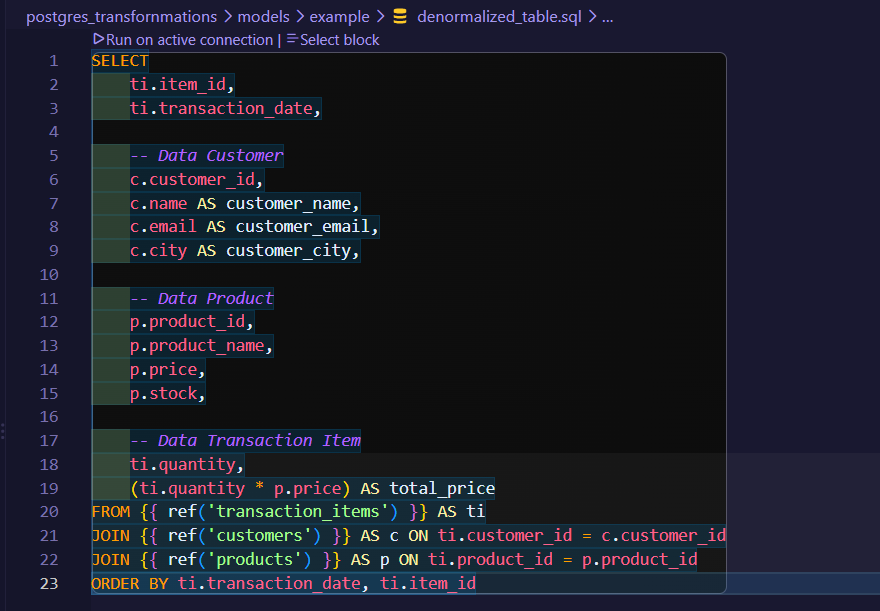 postgres_transfornmations > models > example > denormalized_table.sql > ...
Run on active connection | Select block
1 SELECT
2 ti.item_id,
3 ti.transaction_date,
4
5 -- Data Customer
6 c.customer_id,
7 c.name AS customer_name,
8 c.email AS customer_email,
9 c.city AS customer_city,
10
11 -- Data Product
12 p.product_id,
13 p.product_name,
14 p.price,
15 p.stock,
16
17 -- Data Transaction Item
18 ti.quantity,
19 (ti.quantity * p.price) AS total_price
20 FROM {{ ref('transaction_items') }} AS ti
21 JOIN {{ ref('customers') }} AS c ON ti.customer_id = c.customer_id
22 JOIN {{ ref('products') }} AS p ON ti.product_id = p.product_id
23 ORDER BY ti.transaction_date, ti.item_id